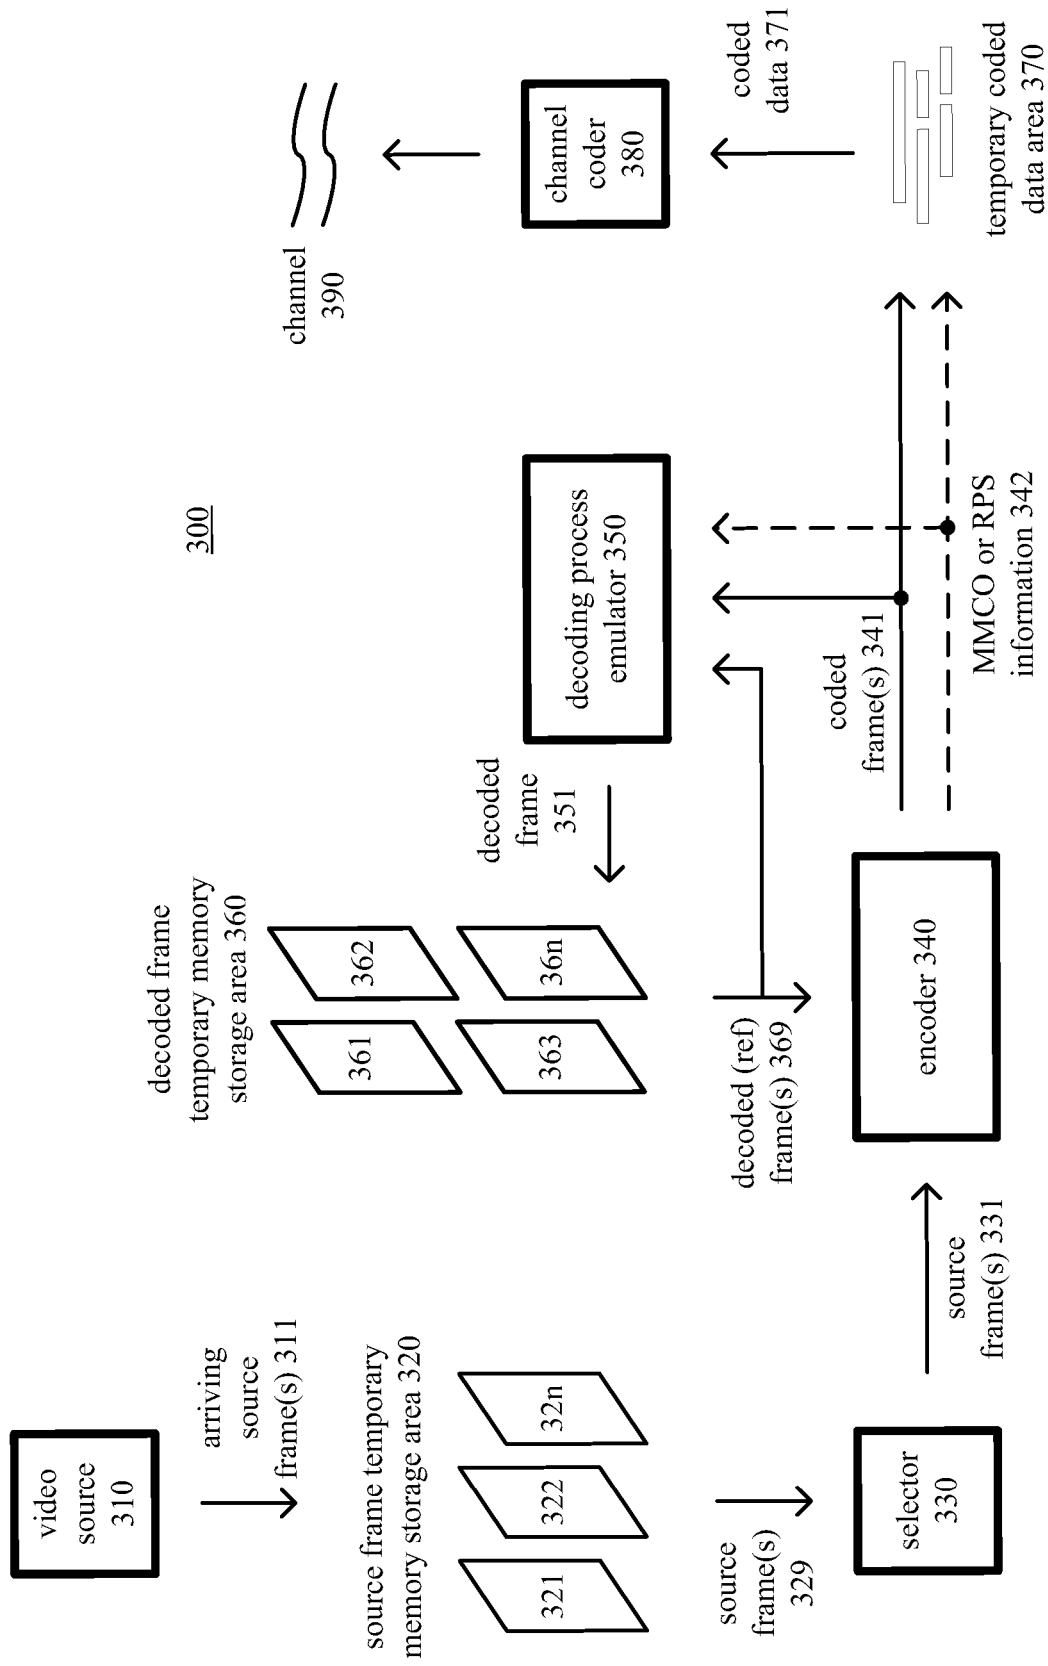 300
video
source
310
arriving
source
frame(s) 311
source frame temporary
memory storage area 320
321
322
32n
source
frame(s)
329
selector
330
source
frame(s) 331
decoded frame
temporary memory
storage area 360
361
362
363
36n
decoded (ref)
frame(s) 369
encoder 340
decoded
frame
351
decoding process
emulator 350
coded
frame(s) 341
MMCO or RPS
information 342
channel
390
channel
coder
380
coded
data 371
temporary coded
data area 370